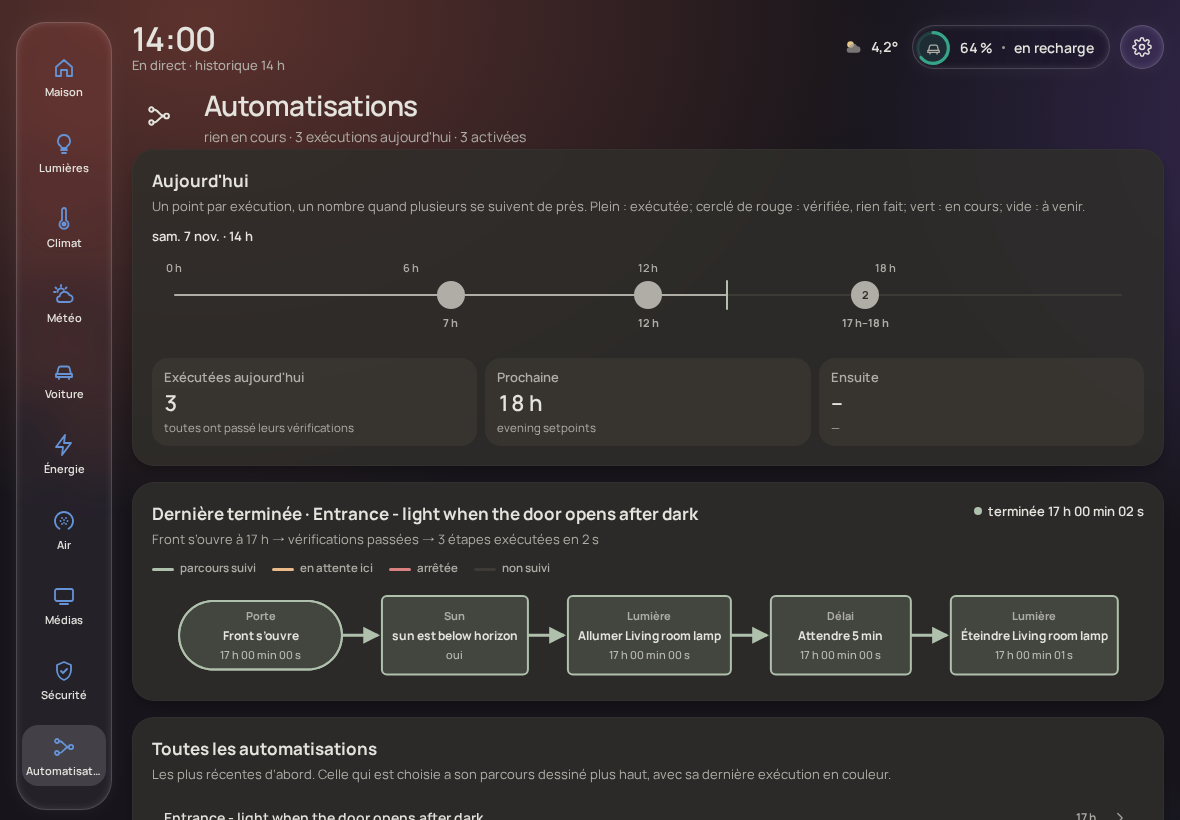 14:00
En direct · historique 14 h
4,2°
64 % • en recharge
Maison
Lumières
Climat
Météo
Voiture
Énergie
Air
Médias
Sécurité
Automatisat…
Automatisations
rien en cours · 3 exécutions aujourd'hui · 3 activées
Aujourd'hui
Un point par exécution, un nombre quand plusieurs se suivent de près. Plein : exécutée; cerclé de rouge : vérifiée, rien fait; vert : en cours; vide : à venir.
sam. 7 nov. · 14 h
0 h 6 h 12 h 18 h
2
7 h 12 h 17 h–18 h
Exécutées aujourd'hui
3
toutes ont passé leurs vérifications
Prochaine
18 h
evening setpoints
Ensuite
–
—
Dernière terminée · Entrance - light when the door opens after dark
terminée 17 h 00 min 02 s
Front s'ouvre à 17 h → vérifications passées → 3 étapes exécutées en 2 s
parcours suivi en attente ici arrêtée non suivi
Porte
Front s'ouvre
17 h 00 min 00 s
Sun
sun est below horizon
oui
Lumière
Allumer Living room lamp
17 h 00 min 00 s
Délai
Attendre 5 min
17 h 00 min 00 s
Lumière
Éteindre Living room lamp
17 h 00 min 01 s
Toutes les automatisations
Les plus récentes d'abord. Celle qui est choisie a son parcours dessiné plus haut, avec sa dernière exécution en couleur.
Entrance - light when the door opens after dark
17 h